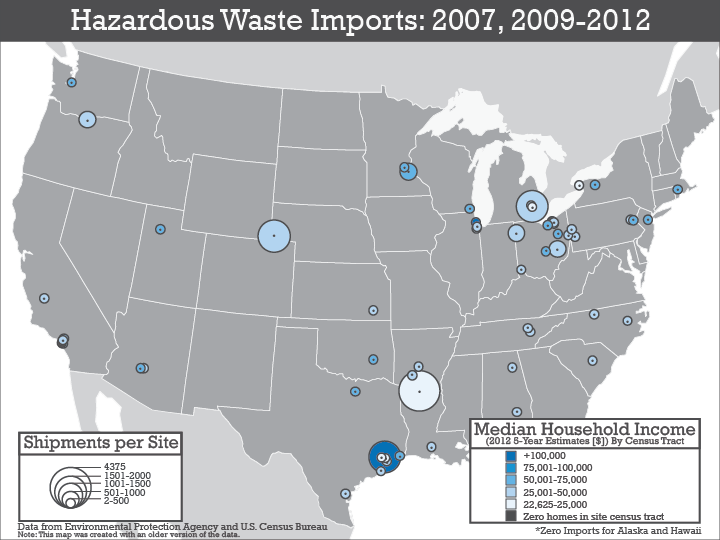 Hazardous Waste Imports: 2007, 2009-2012
Shipments per Site
4375
1501-2000
1001-1500
501-1000
2-500
Median Household Income
(2012 5-Year Estimates [$]) By Census Tract
+100,000
75,001-100,000
50,001-75,000
25,001-50,000
22,625-25,000
Zero homes in site census tract
Data from Environmental Protection Agency and U.S. Census Bureau
Note: This map was created with an older version of the data.
*Zero Imports for Alaska and Hawaii